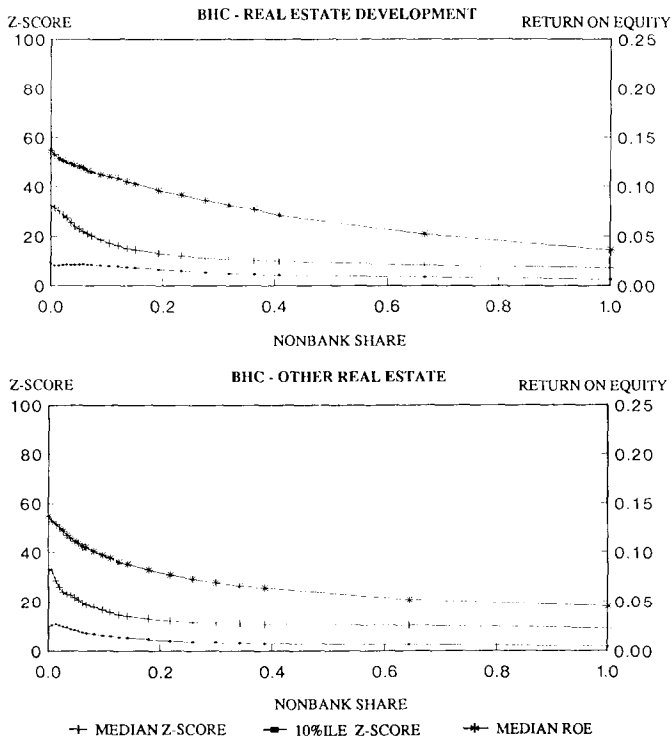 BHC - REAL ESTATE DEVELOPMENT
Z-SCORE RETURN ON EQUITY
100 0.25
80 0.20
60 0.15
40 0.10
20 0.05
0 0.00
0.0 0.2 0.4 0.6 0.8 1.0
NONBANK SHARE
BHC - OTHER REAL ESTATE
Z-SCORE RETURN ON EQUITY
100 0.25
80 0.20
60 0.15
40 0.10
20 0.05
0 0.00
0.0 0.2 0.4 0.6 0.8 1.0
NONBANK SHARE
MEDIAN Z-SCORE 10%ILE Z-SCORE MEDIAN ROE